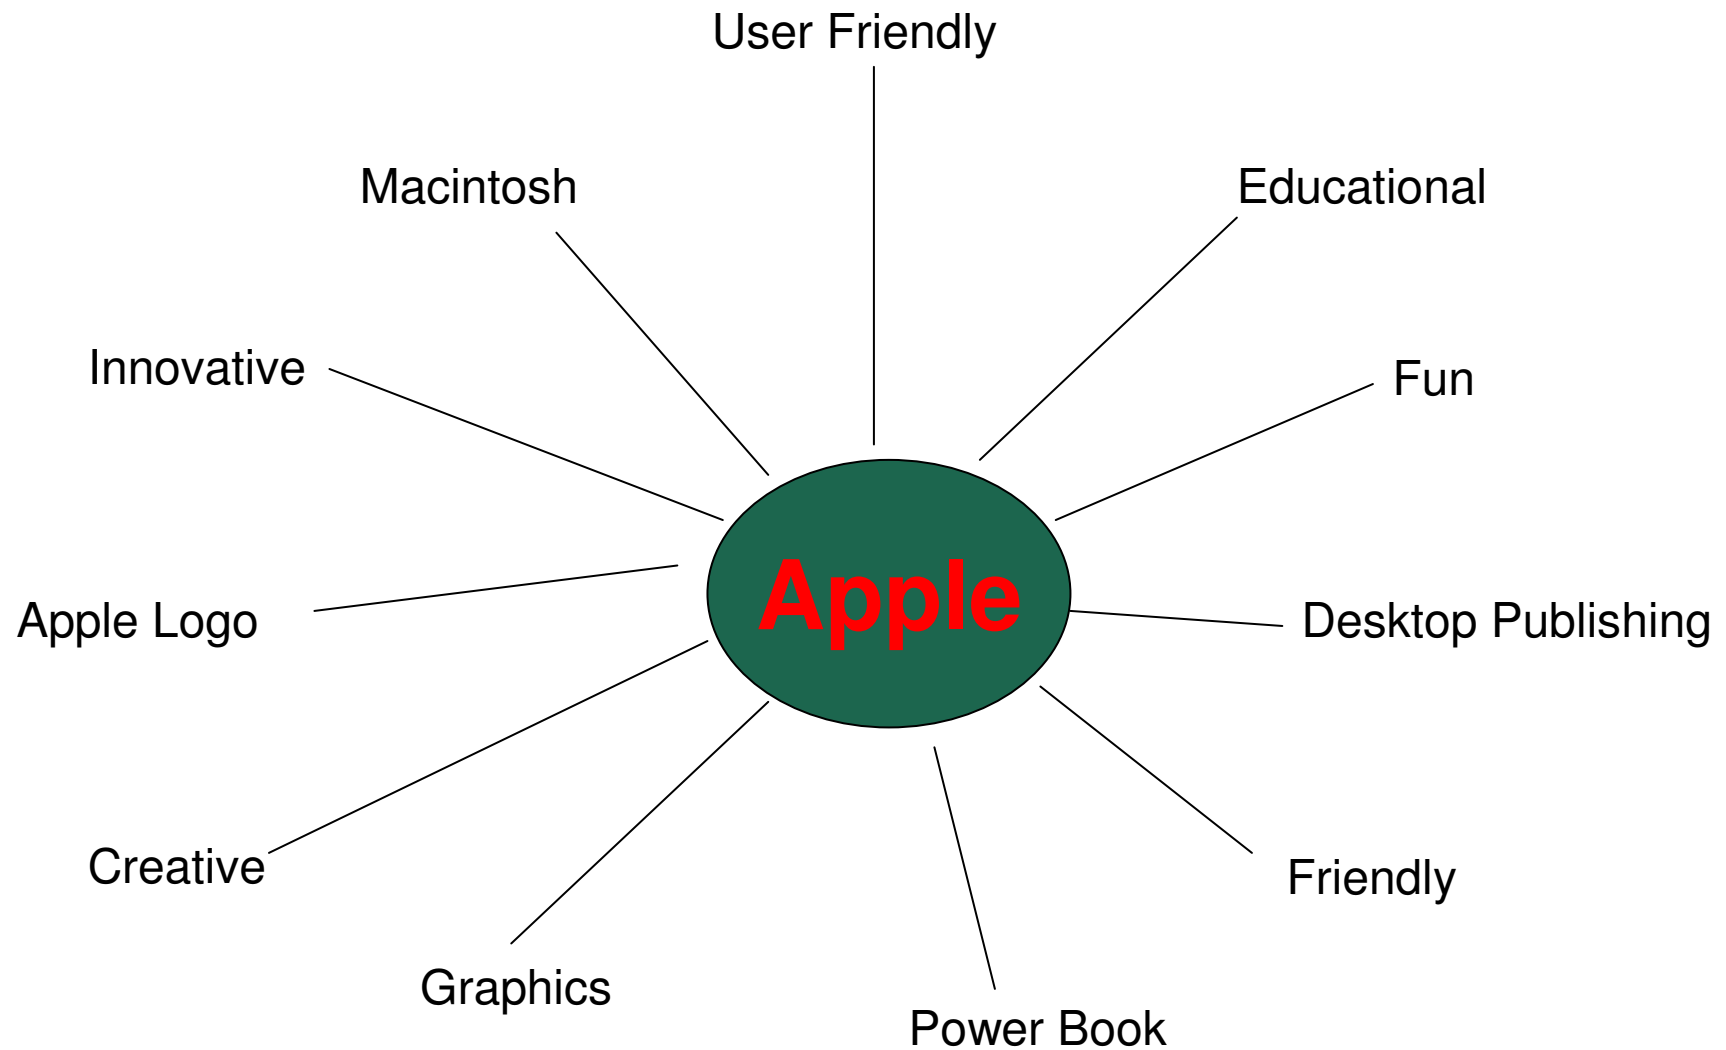 User Friendly
Macintosh
Educational
Innovative
Fun
Apple
Apple Logo
Desktop Publishing
Creative
Friendly
Graphics
Power Book